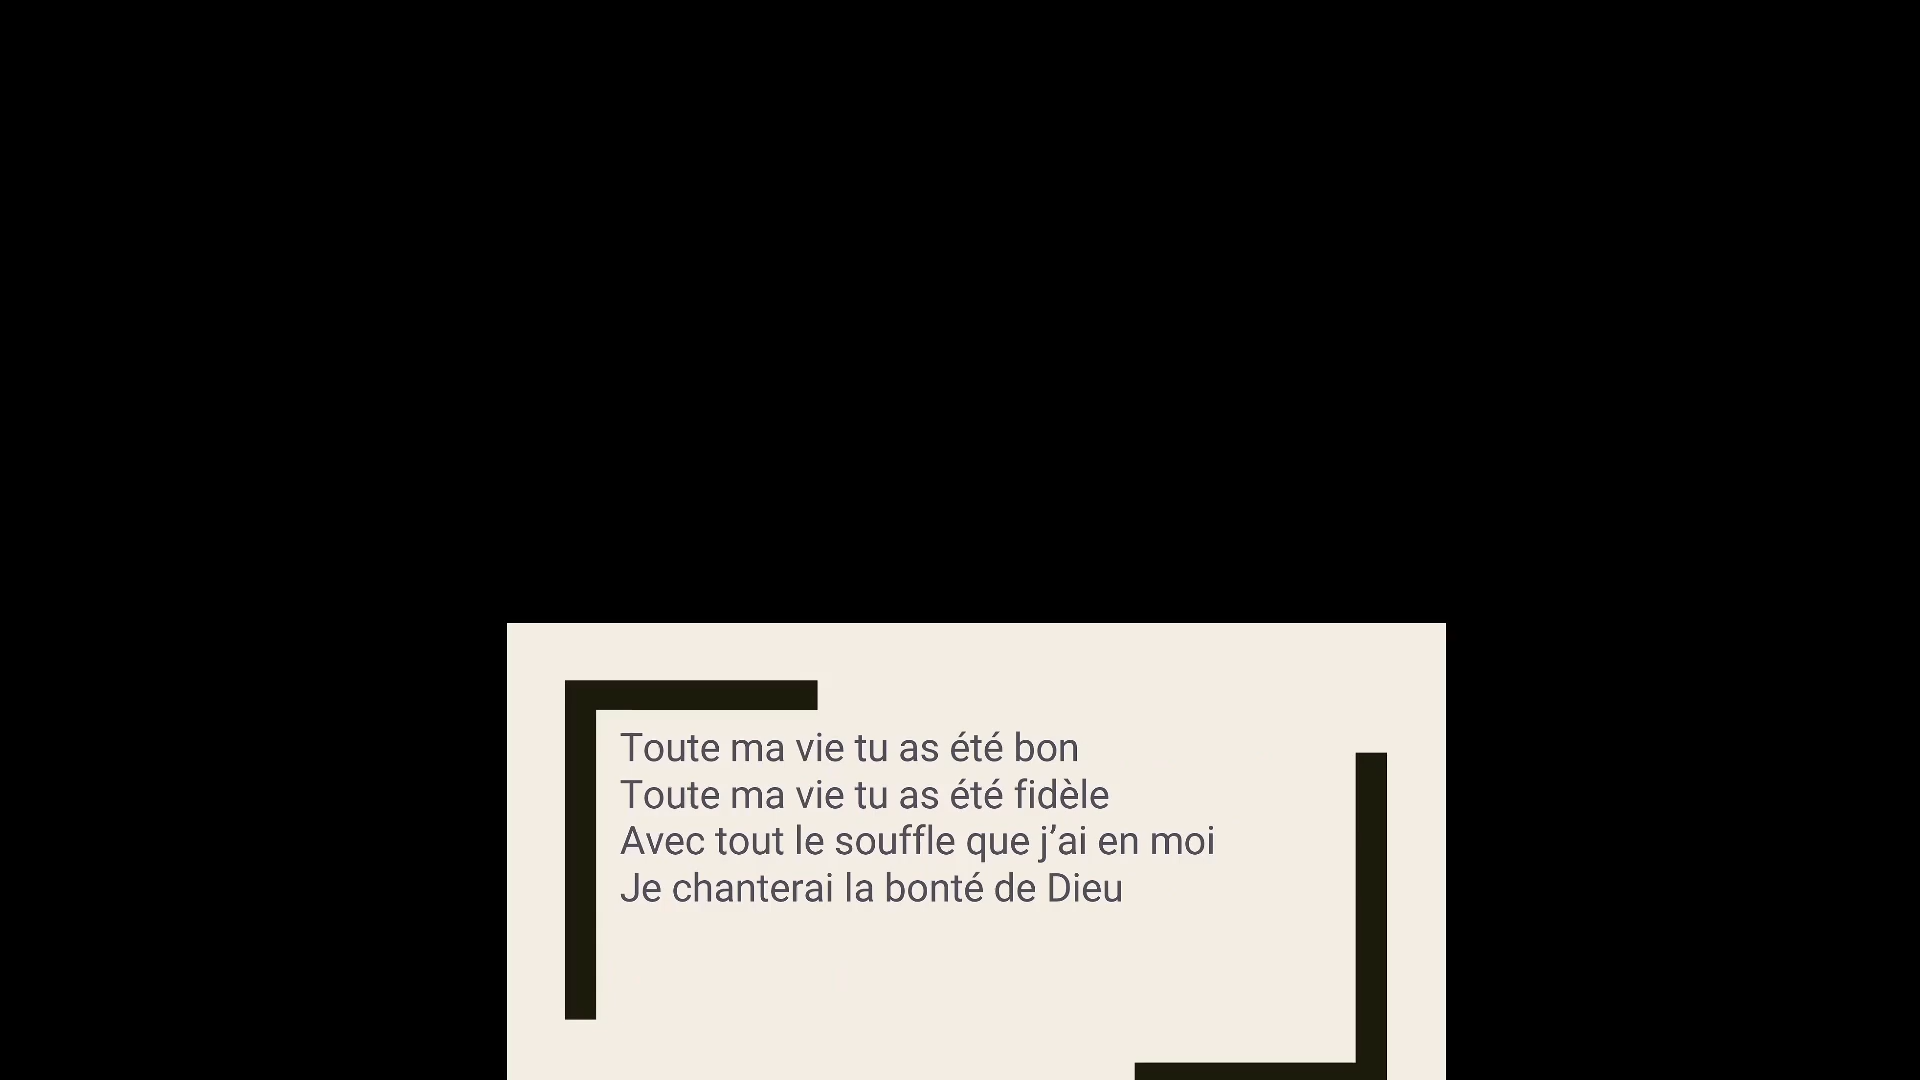 Toute ma vie tu as été bon
Toute ma vie tu as été fidèle
Avec tout le souffle que j’ai en moi
Je chanterai la bonté de Dieu